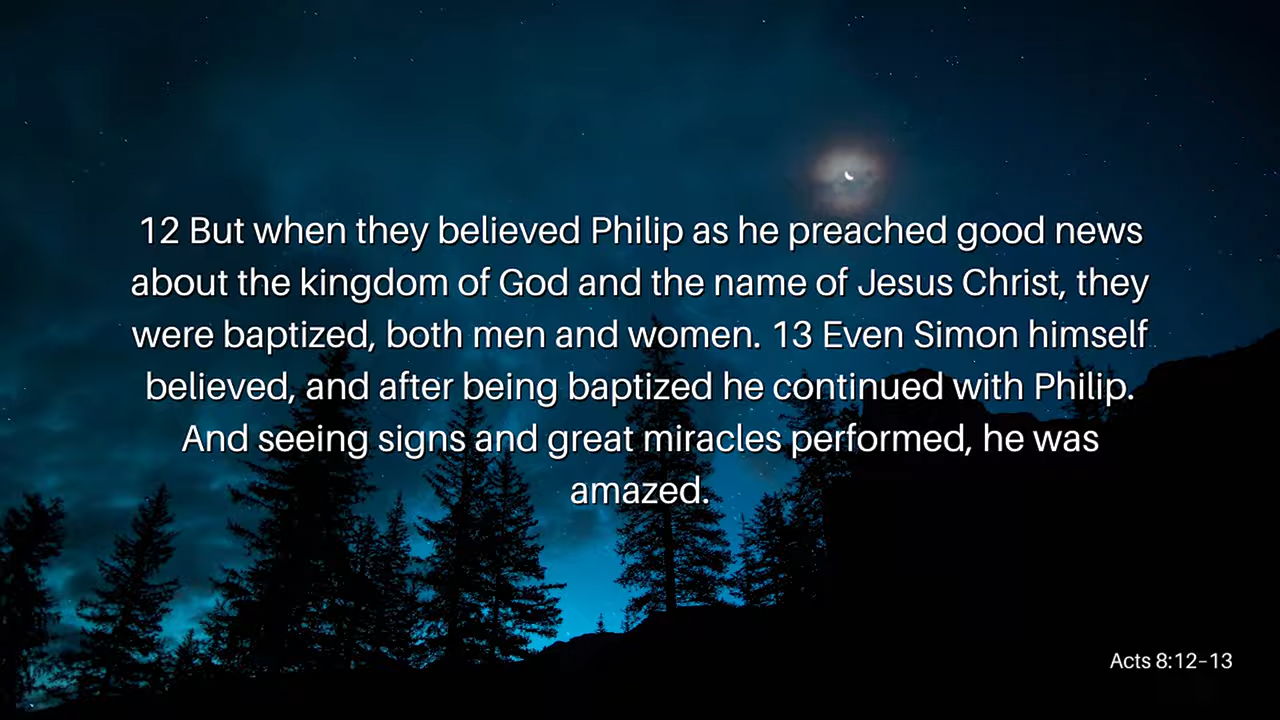 12 But when they believed Philip as he preached good news
about the kingdom of God and the name of Jesus Christ, they
were baptized, both men and women. 13 Even Simon himself
believed, and after being baptized he continued with Philip.
And seeing signs and great miracles performed, he was
amazed.
Acts 8:12–13